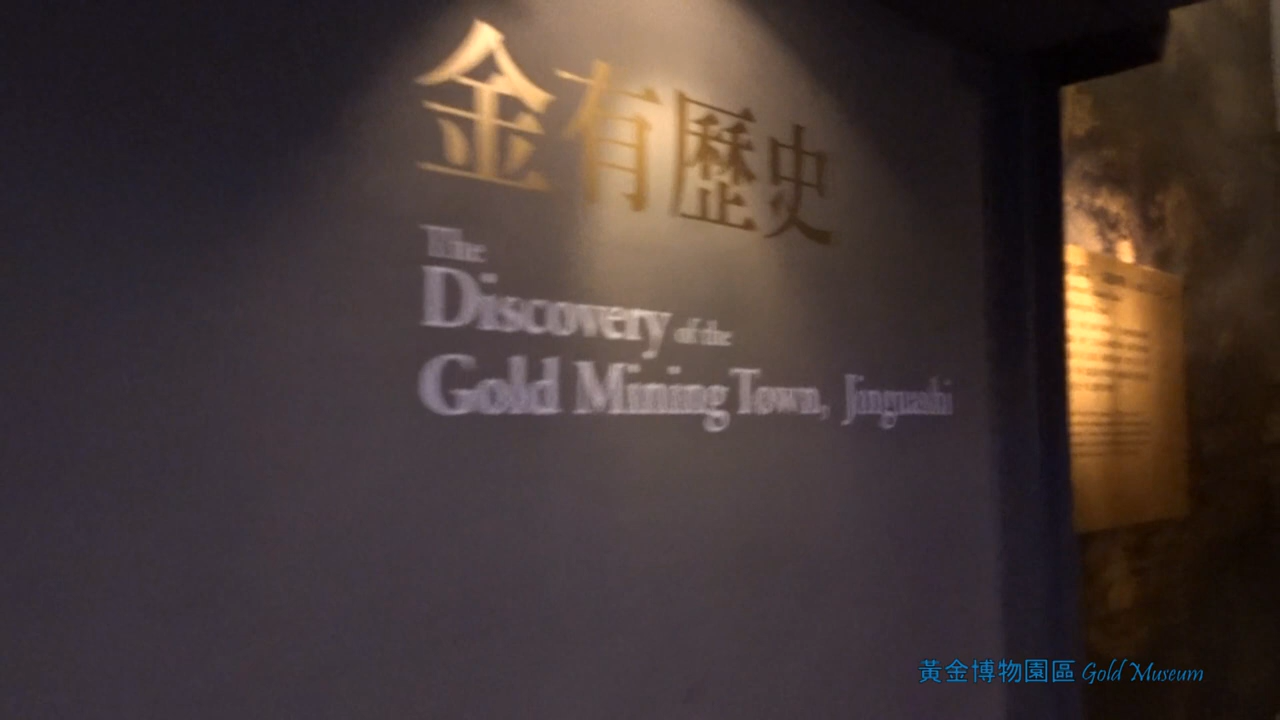 金有歷史
The
Discovery of the
Gold Mining Town, Jinguashi
黃金博物園區 Gold Museum